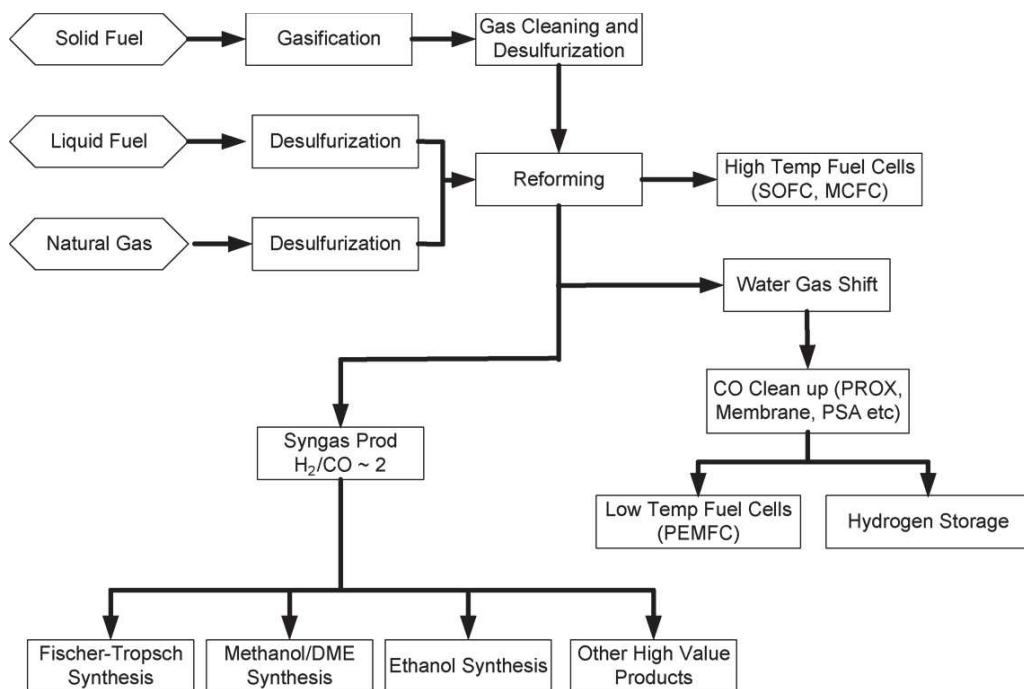 Solid Fuel
Gasification
Gas Cleaning and
Desulfurization
Liquid Fuel
Desulfurization
Reforming
High Temp Fuel Cells
(SOFC, MCFC)
Natural Gas
Desulfurization
Water Gas Shift
CO Clean up (PROX,
Membrane, PSA etc)
Syngas Prod
H₂/CO ~ 2
Low Temp Fuel Cells
(PEMFC)
Hydrogen Storage
Fischer-Tropsch
Synthesis
Methanol/DME
Synthesis
Ethanol Synthesis
Other High Value
Products